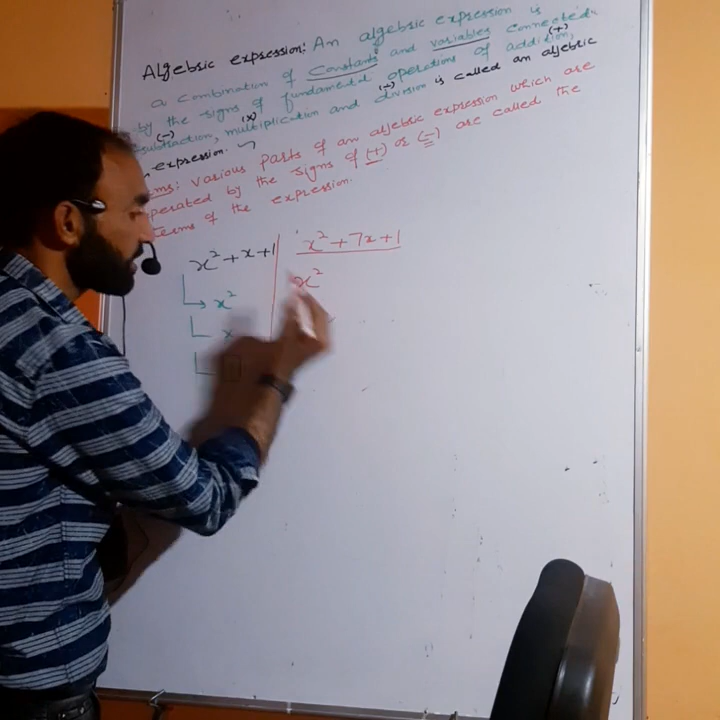 Algebric expression: An algebric expression is
a combination of Constants and variables connected
by the signs of fundamental operations of addition, (+)
(-) (x) (÷)
subtraction, multiplication and division is called an algebric
expression.
ms: various parts of an algebric expression which are
perated by the signs of (+) or (-) are called the
terms of the expression.
x² + x + 1
x² + 7x + 1
x²
x²
x